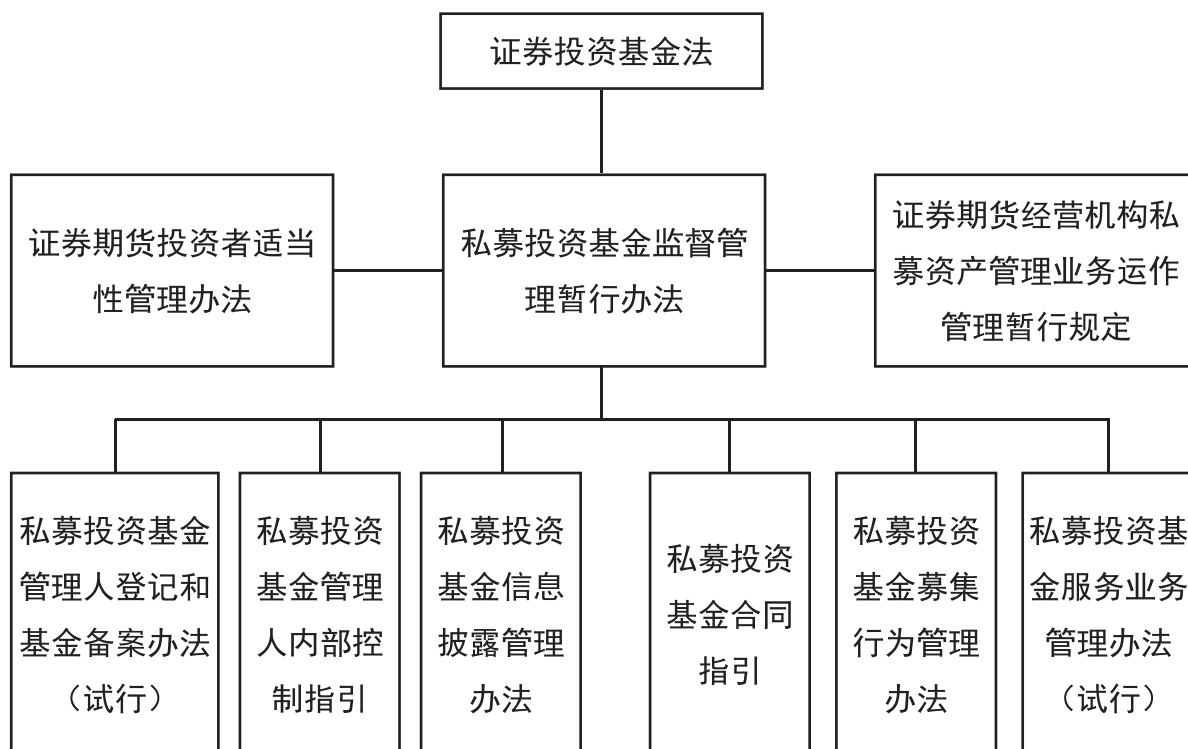 证券投资基金法
证券期货投资者适当
性管理办法
私募投资基金监督管
理暂行办法
证券期货经营机构私
募资产管理业务运作
管理暂行规定
私募投资基金
管理人登记和
基金备案办法
（试行）
私募投资
基金管理
人内部控
制指引
私募投资
基金信息
披露管理
办法
私募投资
基金合同
指引
私募投资
基金募集
行为管理
办法
私募投资基
金服务业务
管理办法
（试行）